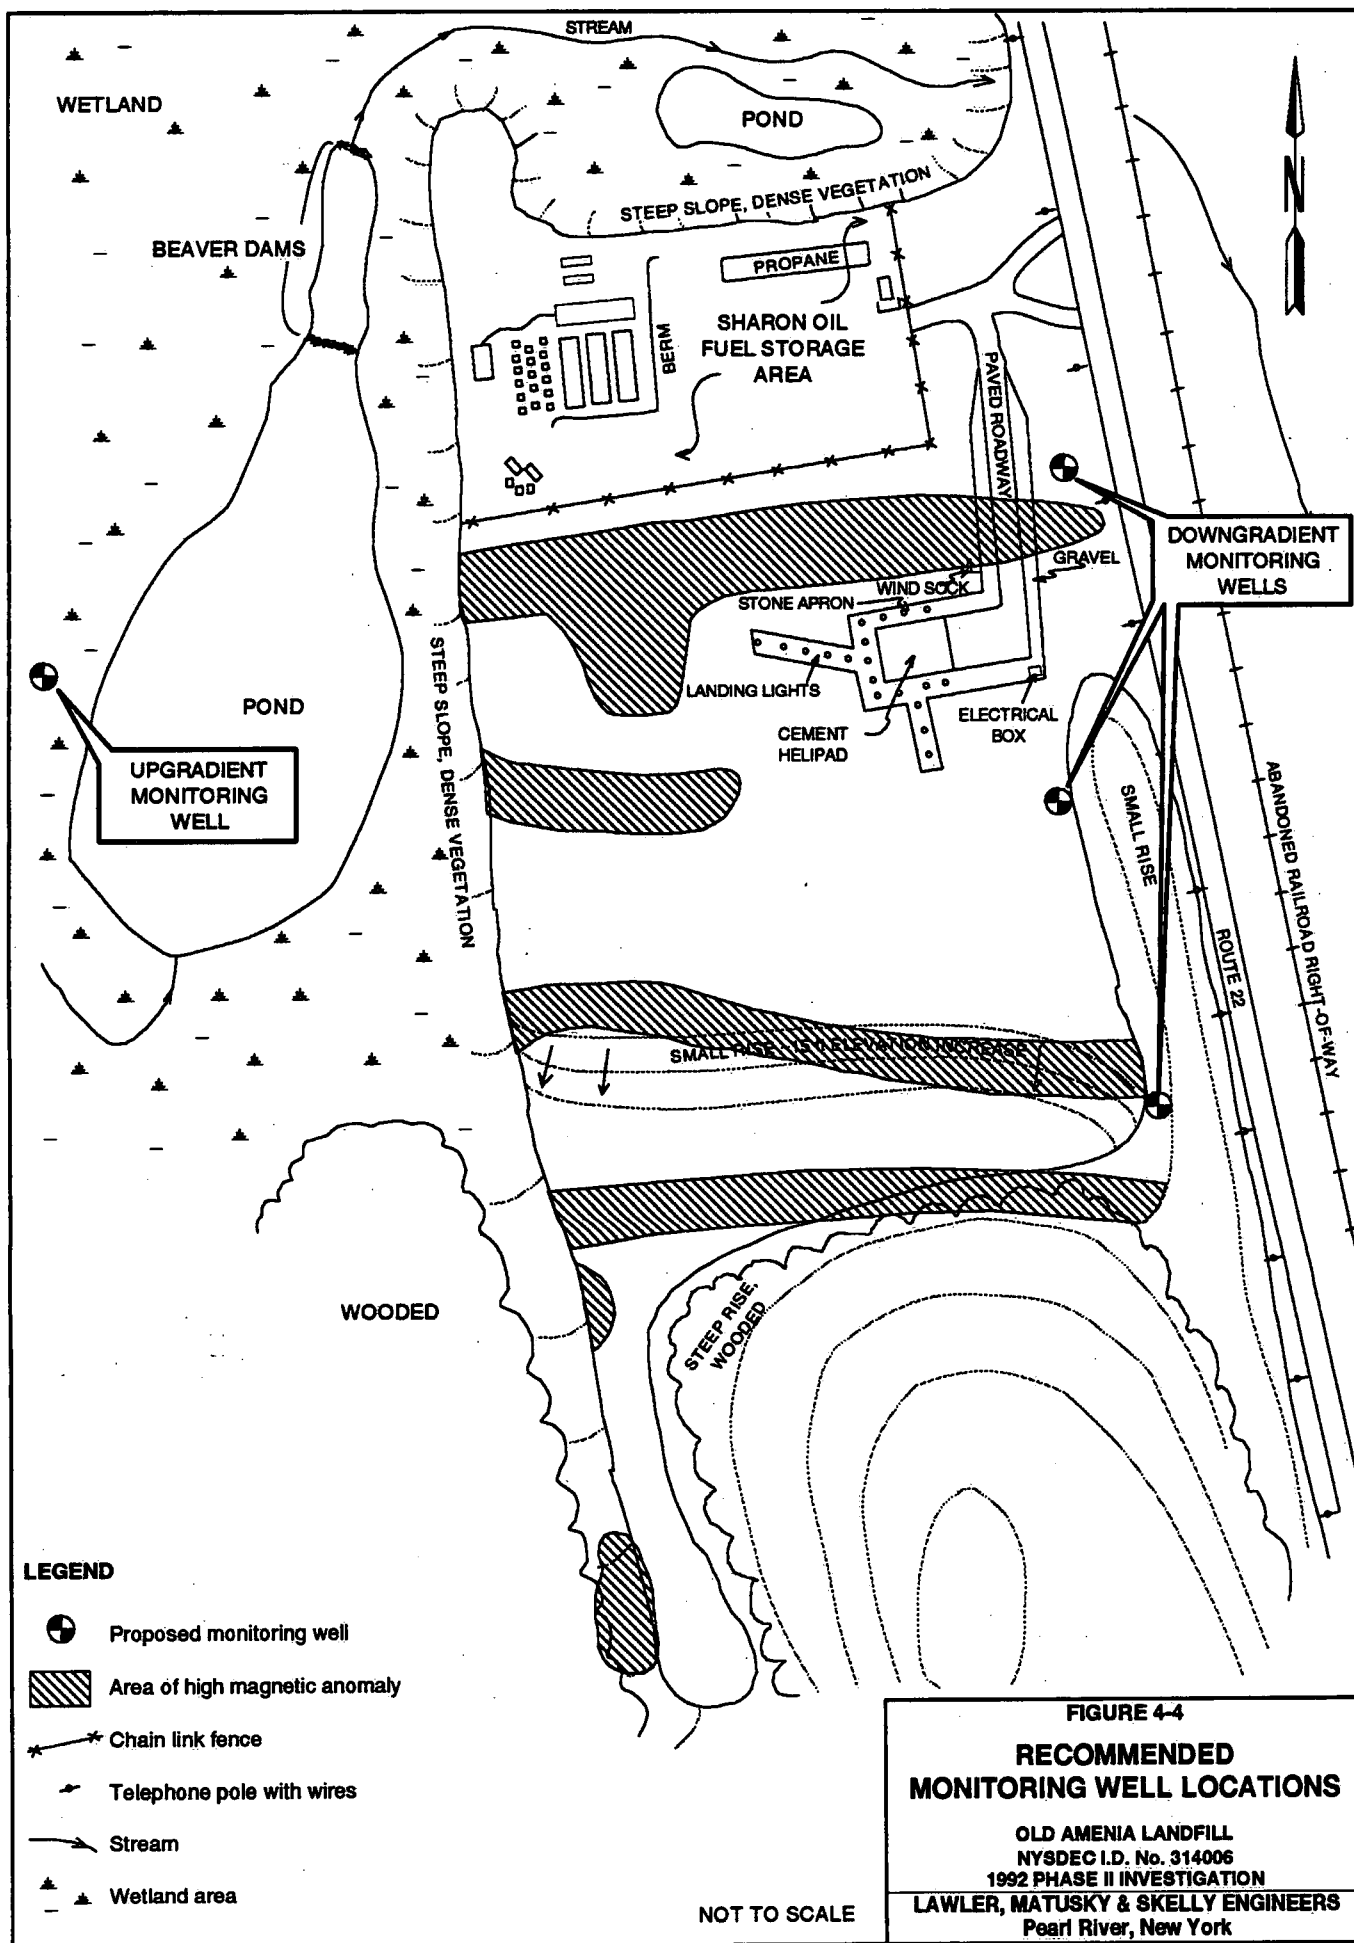 STREAM
WETLAND
POND
STEEP SLOPE, DENSE VEGETATION
BEAVER DAMS
PROPANE
SHARON OIL
FUEL STORAGE
AREA
BERM
PAVED ROADWAY
DOWNGRADIENT
MONITORING
WELLS
GRAVEL
WIND SOCK
STONE APRON
LANDING LIGHTS
CEMENT
HELIPAD
ELECTRICAL
BOX
STEEP SLOPE, DENSE VEGETATION
POND
UPGRADIENT
MONITORING
WELL
SMALL RISE
ABANDONED RAILROAD RIGHT-OF-WAY
ROUTE 22
SMALL RISE - 15 ft ELEVATION INCREASE
WOODED
STEEP RISE,
WOODED
N
LEGEND
Proposed monitoring well
Area of high magnetic anomaly
Chain link fence
Telephone pole with wires
Stream
Wetland area
NOT TO SCALE
FIGURE 4-4
RECOMMENDED
MONITORING WELL LOCATIONS
OLD AMENIA LANDFILL
NYSDEC I.D. No. 314006
1992 PHASE II INVESTIGATION
LAWLER, MATUSKY & SKELLY ENGINEERS
Pearl River, New York